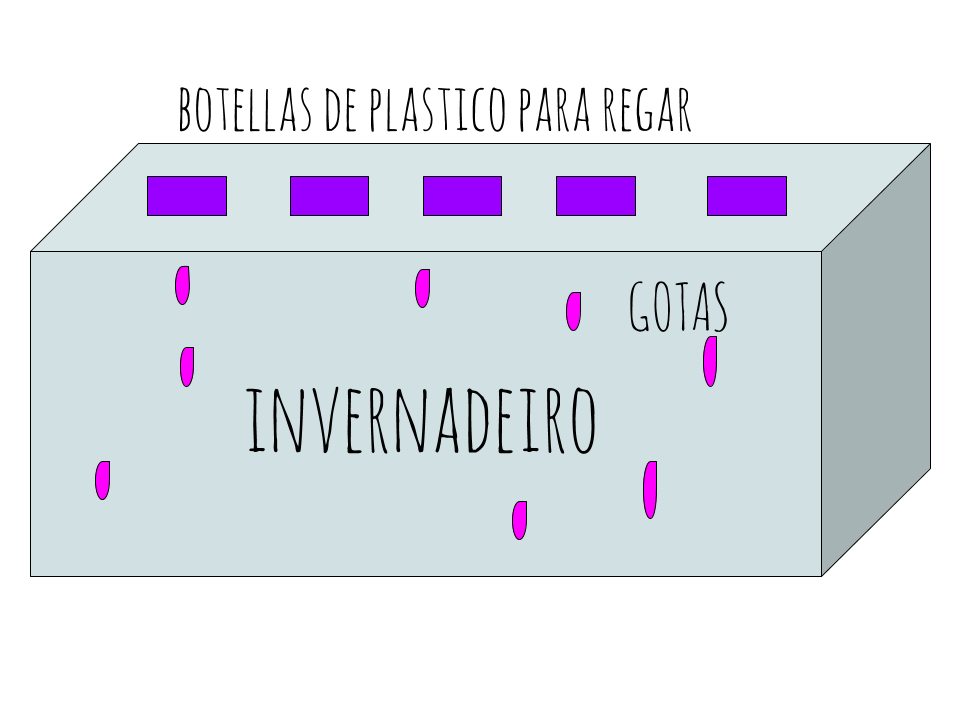 BOTELLAS DE PLASTICO PARA REGAR
GOTAS
INVERNADEIRO